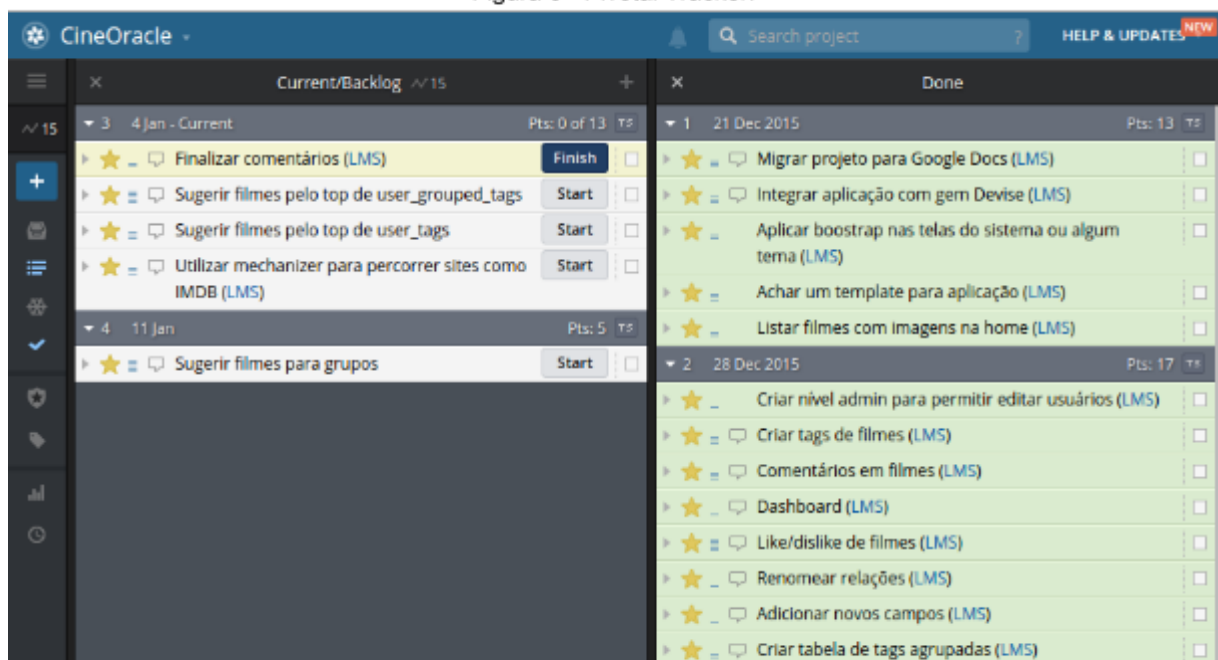 CineOracle
Search project ?
HELP & UPDATES
NEW
15
Current/Backlog 15
3 4 Jan - Current Pts: 0 of 13 TS
Finalizar comentários (LMS) Finish
Sugerir filmes pelo top de user_grouped_tags Start
Sugerir filmes pelo top de user_tags Start
Utilizar mechanizer para percorrer sites como Start
IMDB (LMS)
4 11 Jan Pts: 5 TS
Sugerir filmes para grupos Start
Done
1 21 Dec 2015 Pts: 13 TS
Migrar projeto para Google Docs (LMS)
Integrar aplicação com gem Devise (LMS)
Aplicar boostrap nas telas do sistema ou algum
tema (LMS)
Achar um template para aplicação (LMS)
Listar filmes com imagens na home (LMS)
2 28 Dec 2015 Pts: 17 TS
Criar nível admin para permitir editar usuários (LMS)
Criar tags de filmes (LMS)
Comentários em filmes (LMS)
Dashboard (LMS)
Like/dislike de filmes (LMS)
Renomear relações (LMS)
Adicionar novos campos (LMS)
Criar tabela de tags agrupadas (LMS)